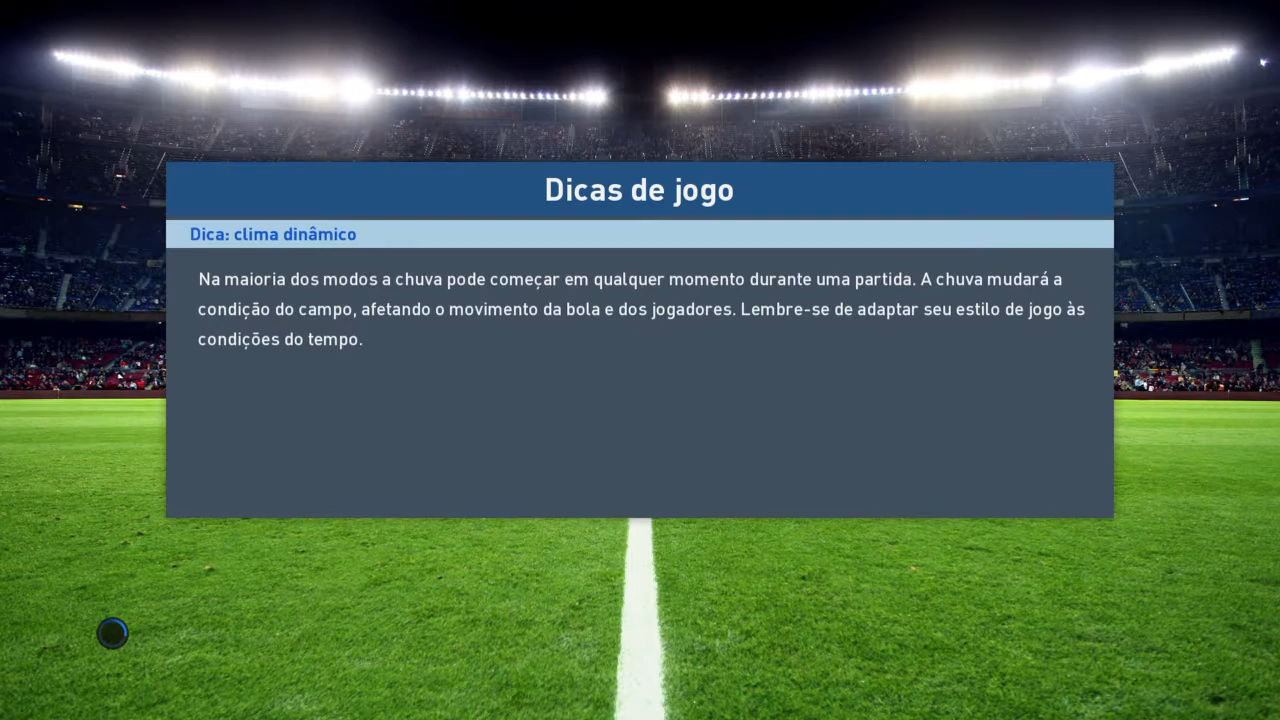 Dicas de jogo
Dica: clima dinâmico
Na maioria dos modos a chuva pode começar em qualquer momento durante uma partida. A chuva mudará a
condição do campo, afetando o movimento da bola e dos jogadores. Lembre-se de adaptar seu estilo de jogo às
condições do tempo.